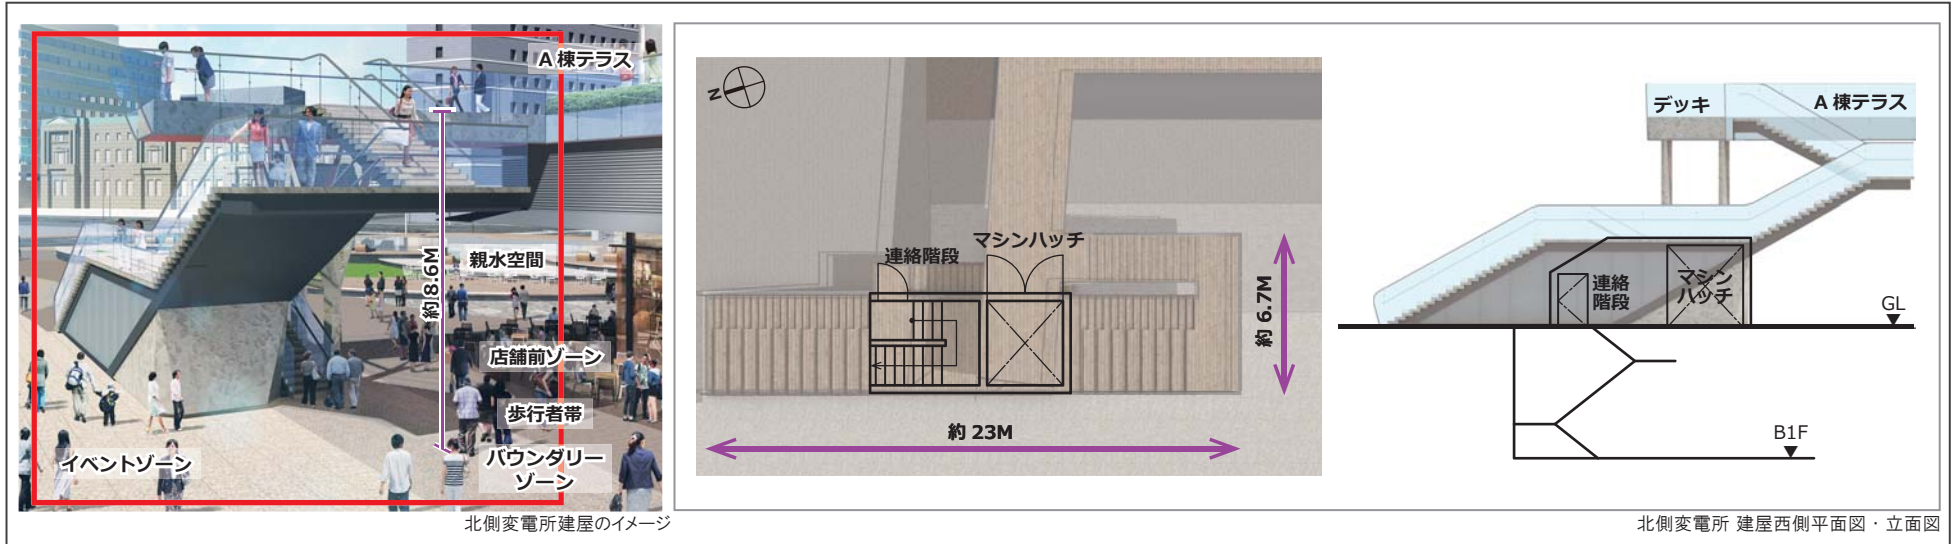 A 棟テラス
約 8.6M
親水空間
店舗前ゾーン
歩行者帯
イベントゾーン
バウンダリー
ゾーン
北側変電所建屋のイメージ
N
連絡階段
マシンハッチ
約 6.7M
約 23M
デッキ
A 棟テラス
連絡
階段
マシン
ハッチ
GL
B1F
北側変電所 建屋西側平面図・立面図